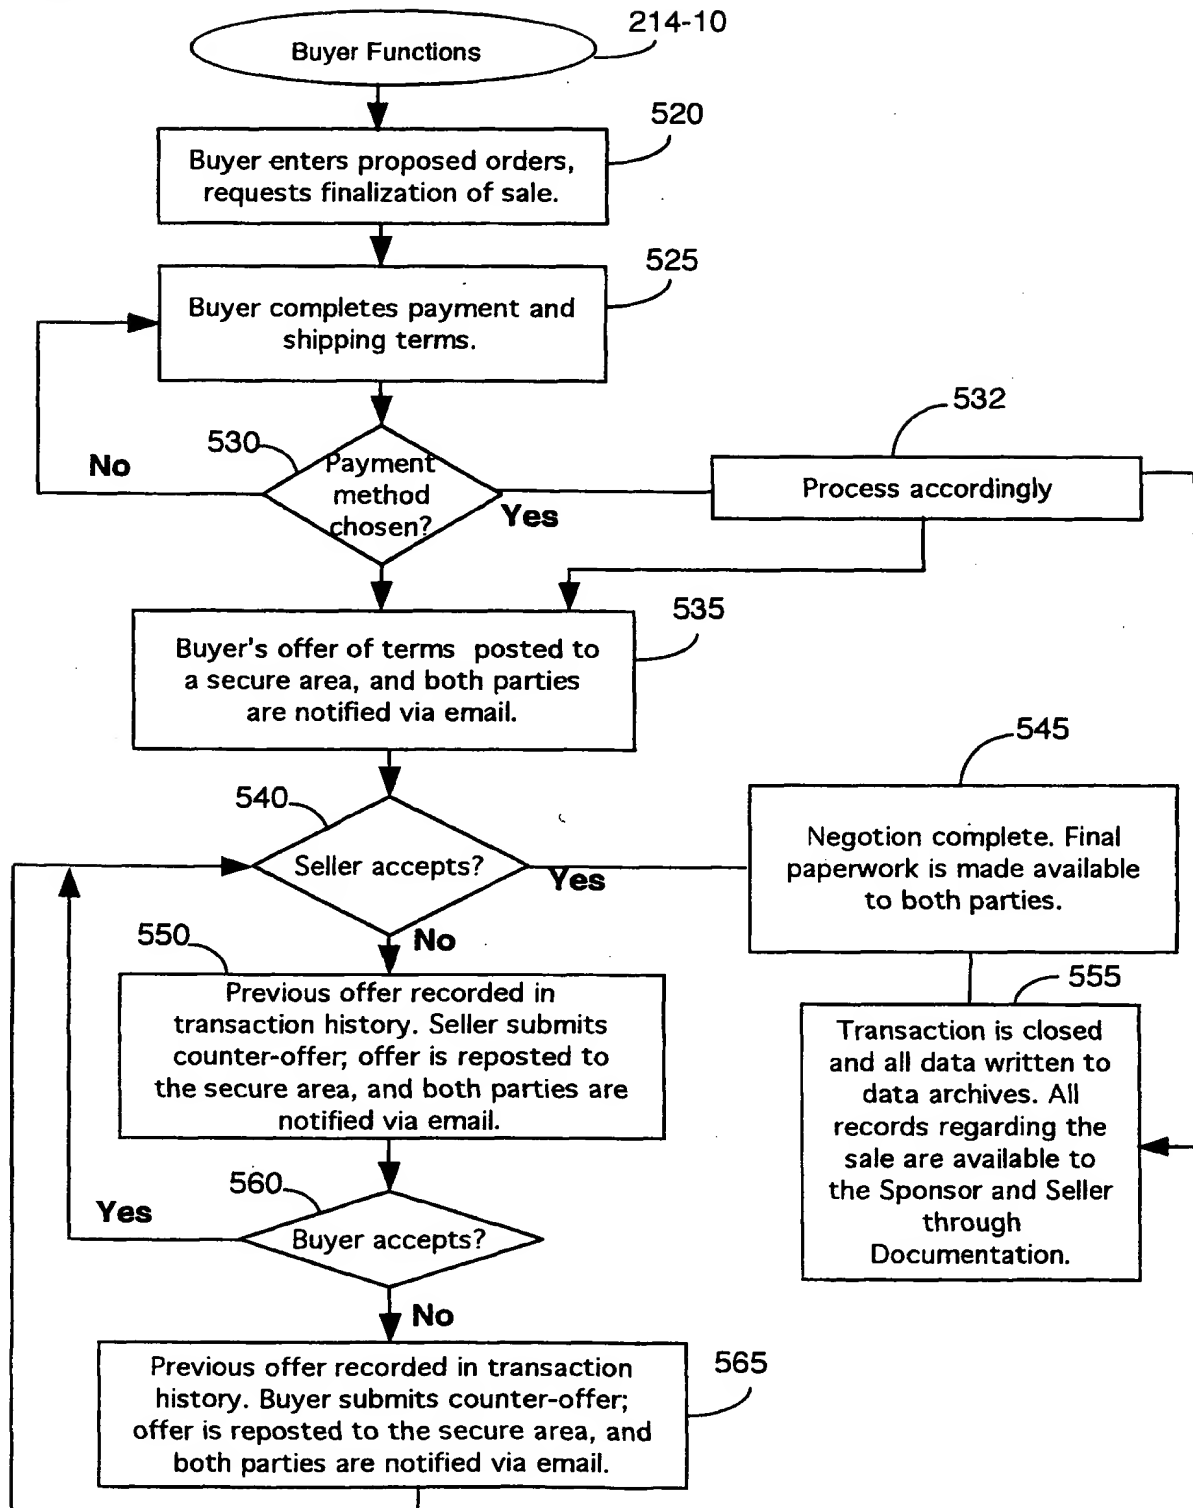 214-10
Buyer Functions
520
Buyer enters proposed orders,
requests finalization of sale.
525
Buyer completes payment and
shipping terms.
532
530
No
Payment
method
chosen?
Yes
Process accordingly
535
Buyer's offer of terms posted to
a secure area, and both parties
are notified via email.
545
540
Seller accepts?
Yes
Negotion complete. Final
paperwork is made available
to both parties.
No
550
Previous offer recorded in
transaction history. Seller submits
counter-offer; offer is reposted to
the secure area, and both parties are
notified via email.
555
Transaction is closed
and all data written to
data archives. All
records regarding the
sale are available to
the Sponsor and Seller
through
Documentation.
560
Yes
Buyer accepts?
No
565
Previous offer recorded in transaction
history. Buyer submits counter-offer;
offer is reposted to the secure area, and
both parties are notified via email.